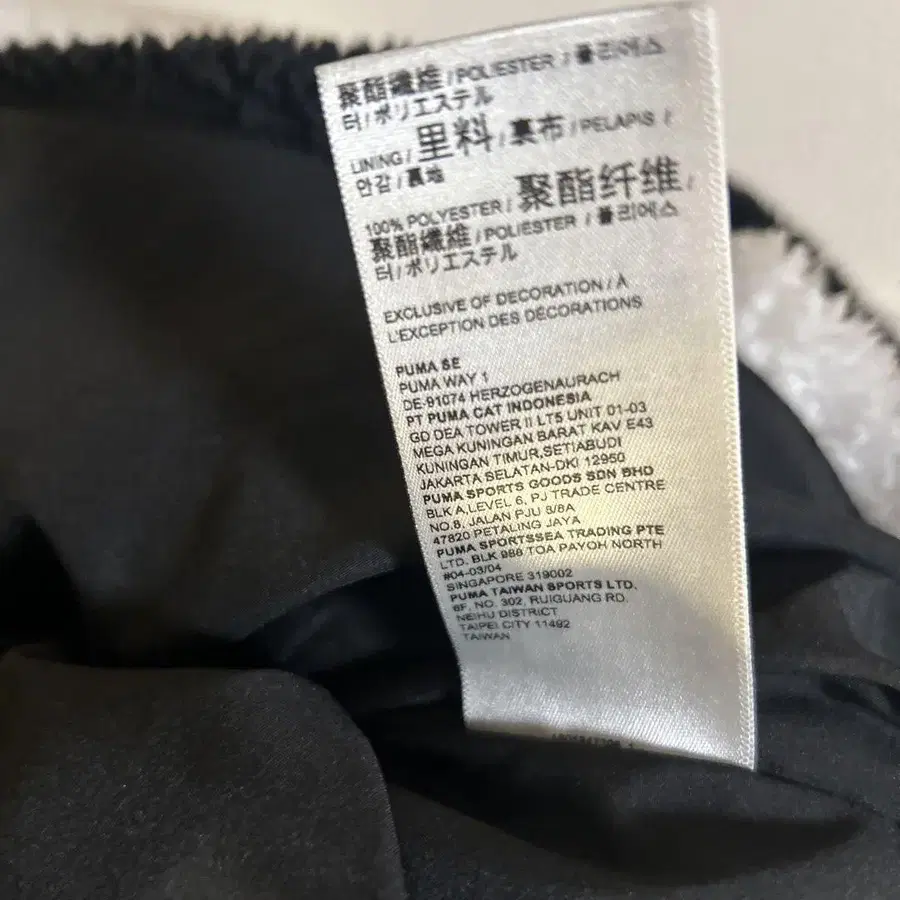 聚酯纖維 / POLIESTER / 폴리에스
터 / ポリエステル
LINING / 里料 / 裏布 / PELAPIS /
안감 / 裏地
100% POLYESTER / 聚酯纤维 /
聚酯纖維 / POLIESTER / 폴리에스
터 / ポリエステル
EXCLUSIVE OF DECORATION / À
L'EXCEPTION DES DÉCORATIONS
PUMA SE
PUMA WAY 1
DE-91074 HERZOGENAURACH
PT PUMA CAT INDONESIA
GD DEA TOWER II LT5 UNIT 01-03
MEGA KUNINGAN BARAT KAV E43
KUNINGAN TIMUR,SETIABUDI
JAKARTA SELATAN-DKI 12950
PUMA SPORTS GOODS SDN BHD
BLK A,LEVEL 6, PJ TRADE CENTRE
NO.8, JALAN PJU 8/8A
47820 PETALING JAYA
PUMA SPORTSSEA TRADING PTE
LTD. BLK 988 TOA PAYOH NORTH
#04-03/04
SINGAPORE 319002
PUMA TAIWAN SPORTS LTD.
6F, NO. 302, RUIGUANG RD.
NEIHU DISTRICT
TAIPEI CITY 11492
TAIWAN